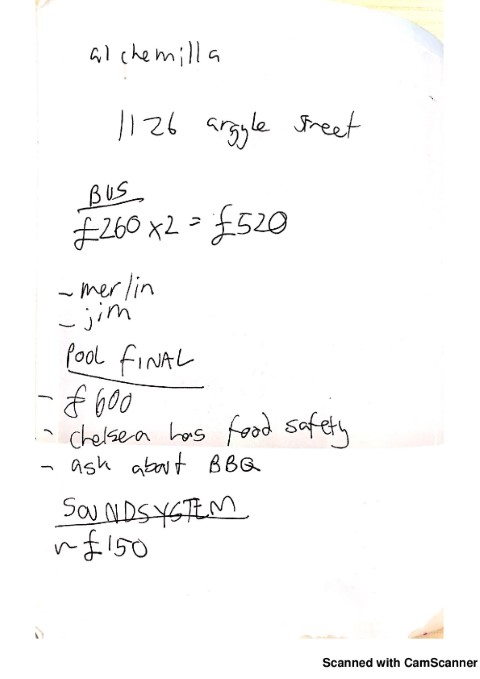 alchemilla
1126 argyle street
BUS
£260 x2 = £520
- merlin
- jim
POOL FINAL
- £600
- chelsea has food safety
- ask about BBQ
SOUNDSYSTEM
~ £150
Scanned with CamScanner